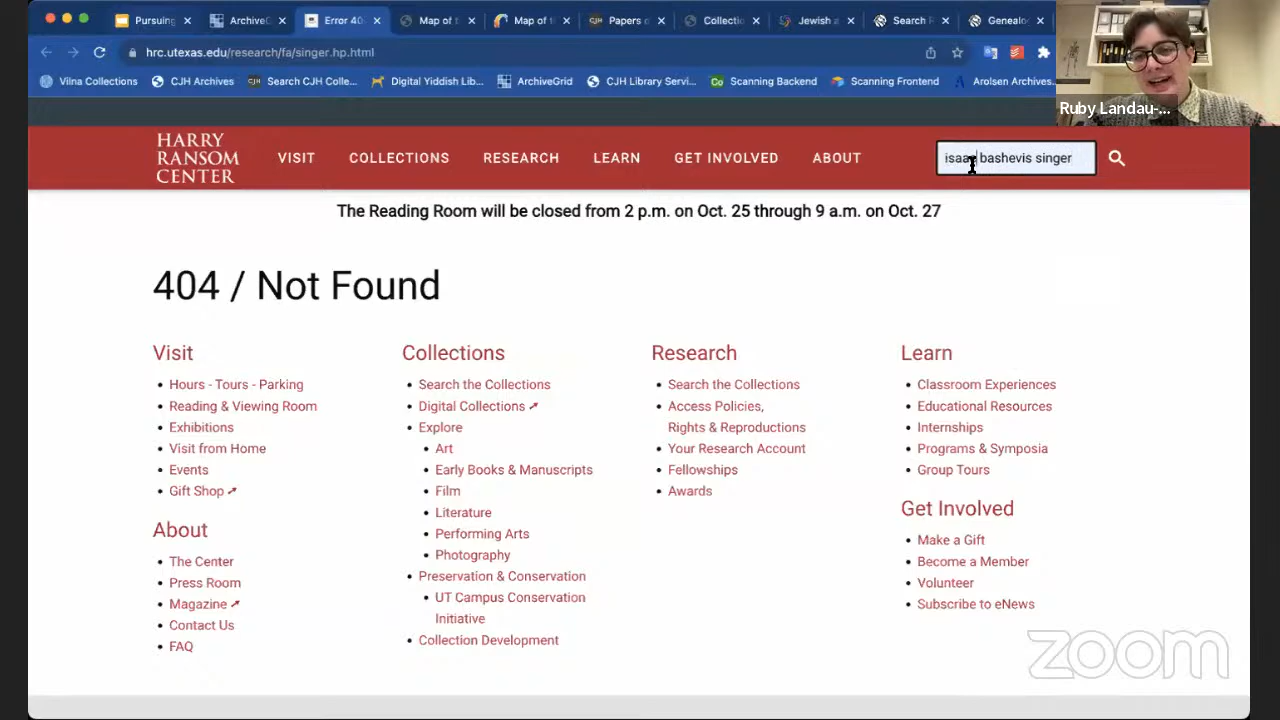 Pursuing
ArchiveG
Error 40
Map of t
Map of th
Papers o
Collectio
Jewish a
Search R
Genealo
hrc.utexas.edu/research/fa/singer.hp.html
Vilna Collections
CJH Archives
Search CJH Colle...
Digital Yiddish Lib...
ArchiveGrid
CJH Library Servi...
Scanning Backend
Scanning Frontend
Arolsen Archives
Ruby Landau-...
HARRY
RANSOM
CENTER
VISIT
COLLECTIONS
RESEARCH
LEARN
GET INVOLVED
ABOUT
isaac bashevis singer
The Reading Room will be closed from 2 p.m. on Oct. 25 through 9 a.m. on Oct. 27
404 / Not Found
Visit
• Hours - Tours - Parking
• Reading & Viewing Room
• Exhibitions
• Visit from Home
• Events
• Gift Shop
About
• The Center
• Press Room
• Magazine
• Contact Us
• FAQ
Collections
• Search the Collections
• Digital Collections
• Explore
• Art
• Early Books & Manuscripts
• Film
• Literature
• Performing Arts
• Photography
• Preservation & Conservation
• UT Campus Conservation
Initiative
• Collection Development
Research
• Search the Collections
• Access Policies,
Rights & Reproductions
• Your Research Account
• Fellowships
• Awards
Learn
• Classroom Experiences
• Educational Resources
• Internships
• Programs & Symposia
• Group Tours
Get Involved
• Make a Gift
• Become a Member
• Volunteer
• Subscribe to eNews
zoom